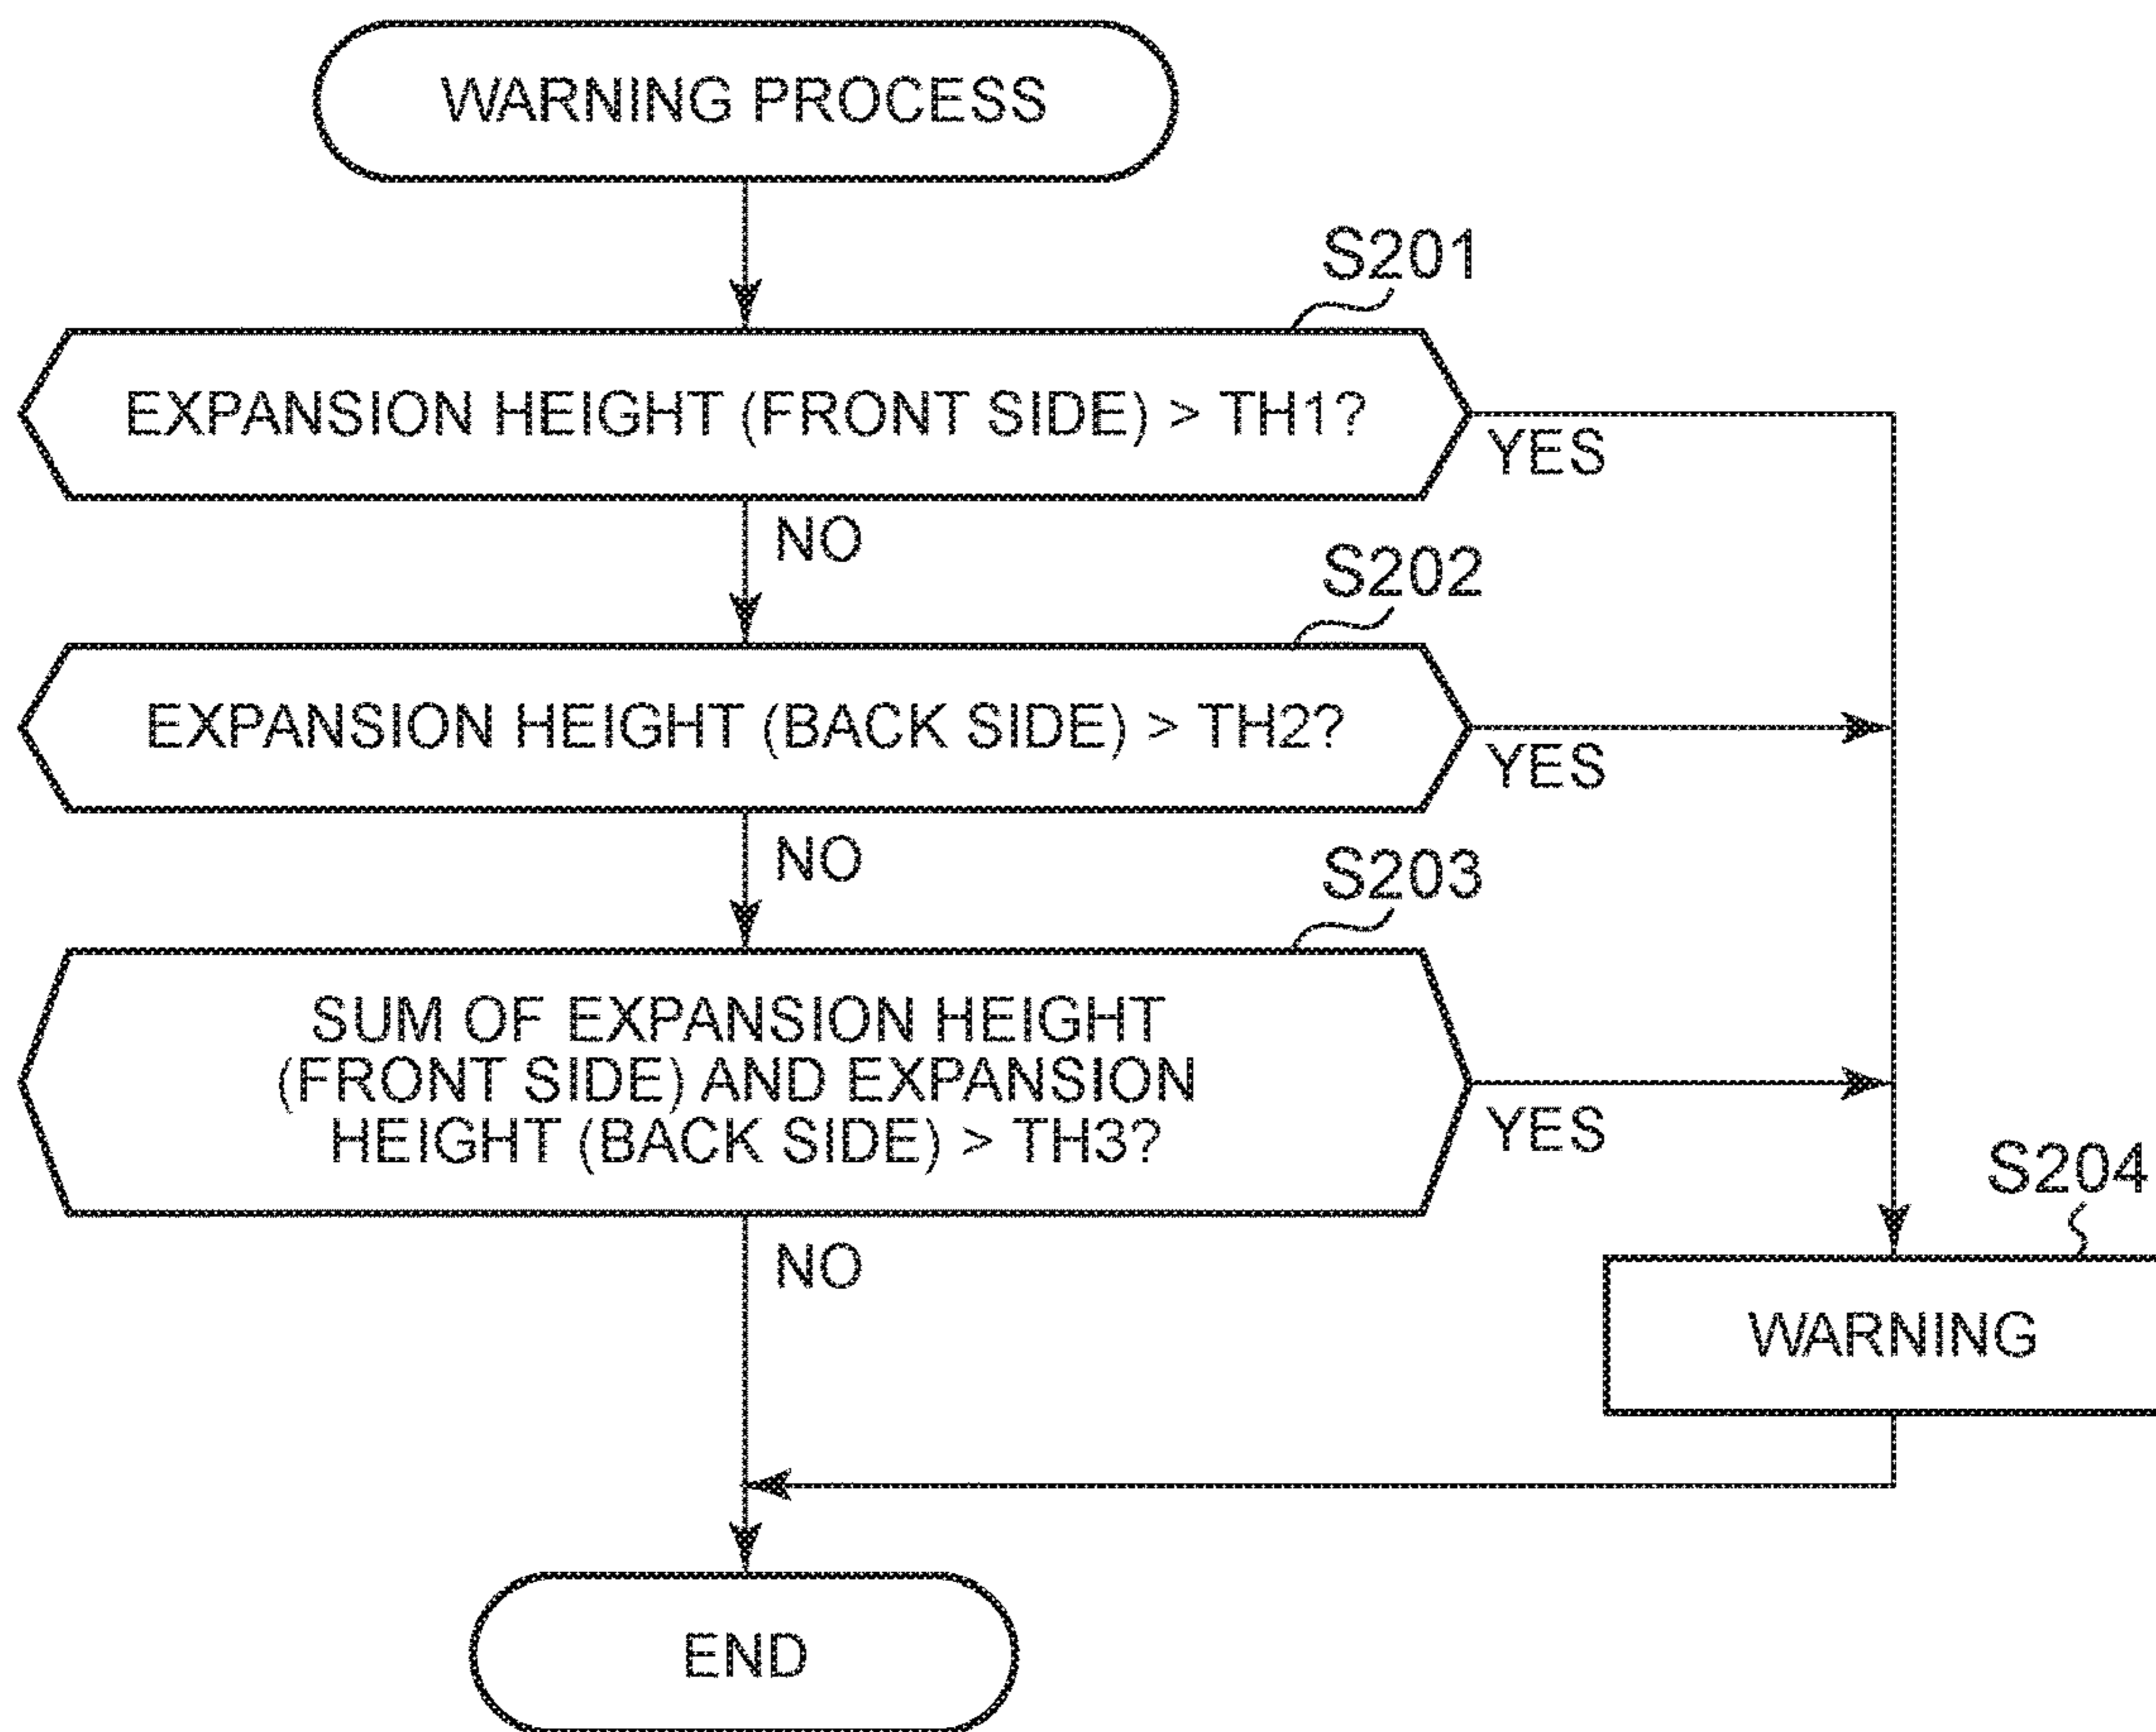 WARNING PROCESS
S201
EXPANSION HEIGHT (FRONT SIDE) > TH1?
YES
NO
S202
EXPANSION HEIGHT (BACK SIDE) > TH2?
YES
NO
S203
SUM OF EXPANSION HEIGHT
(FRONT SIDE) AND EXPANSION
HEIGHT (BACK SIDE) > TH3?
YES
S204
NO
WARNING
END